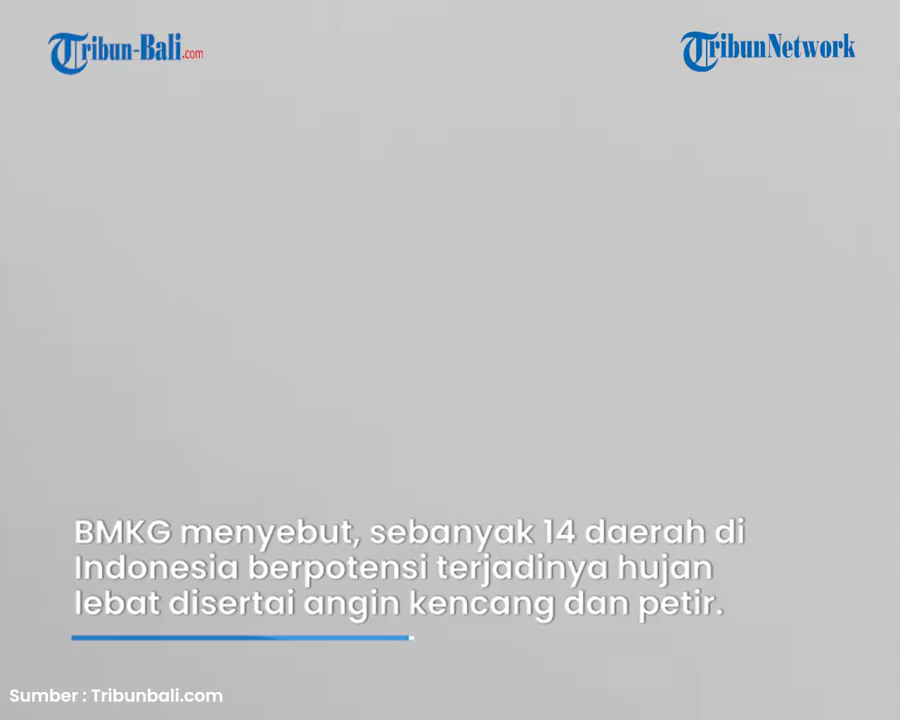 Tribun-Bali.com
TribunNetwork
BMKG menyebut, sebanyak 14 daerah di
Indonesia berpotensi terjadinya hujan
lebat disertai angin kencang dan petir.
Sumber : Tribunbali.com